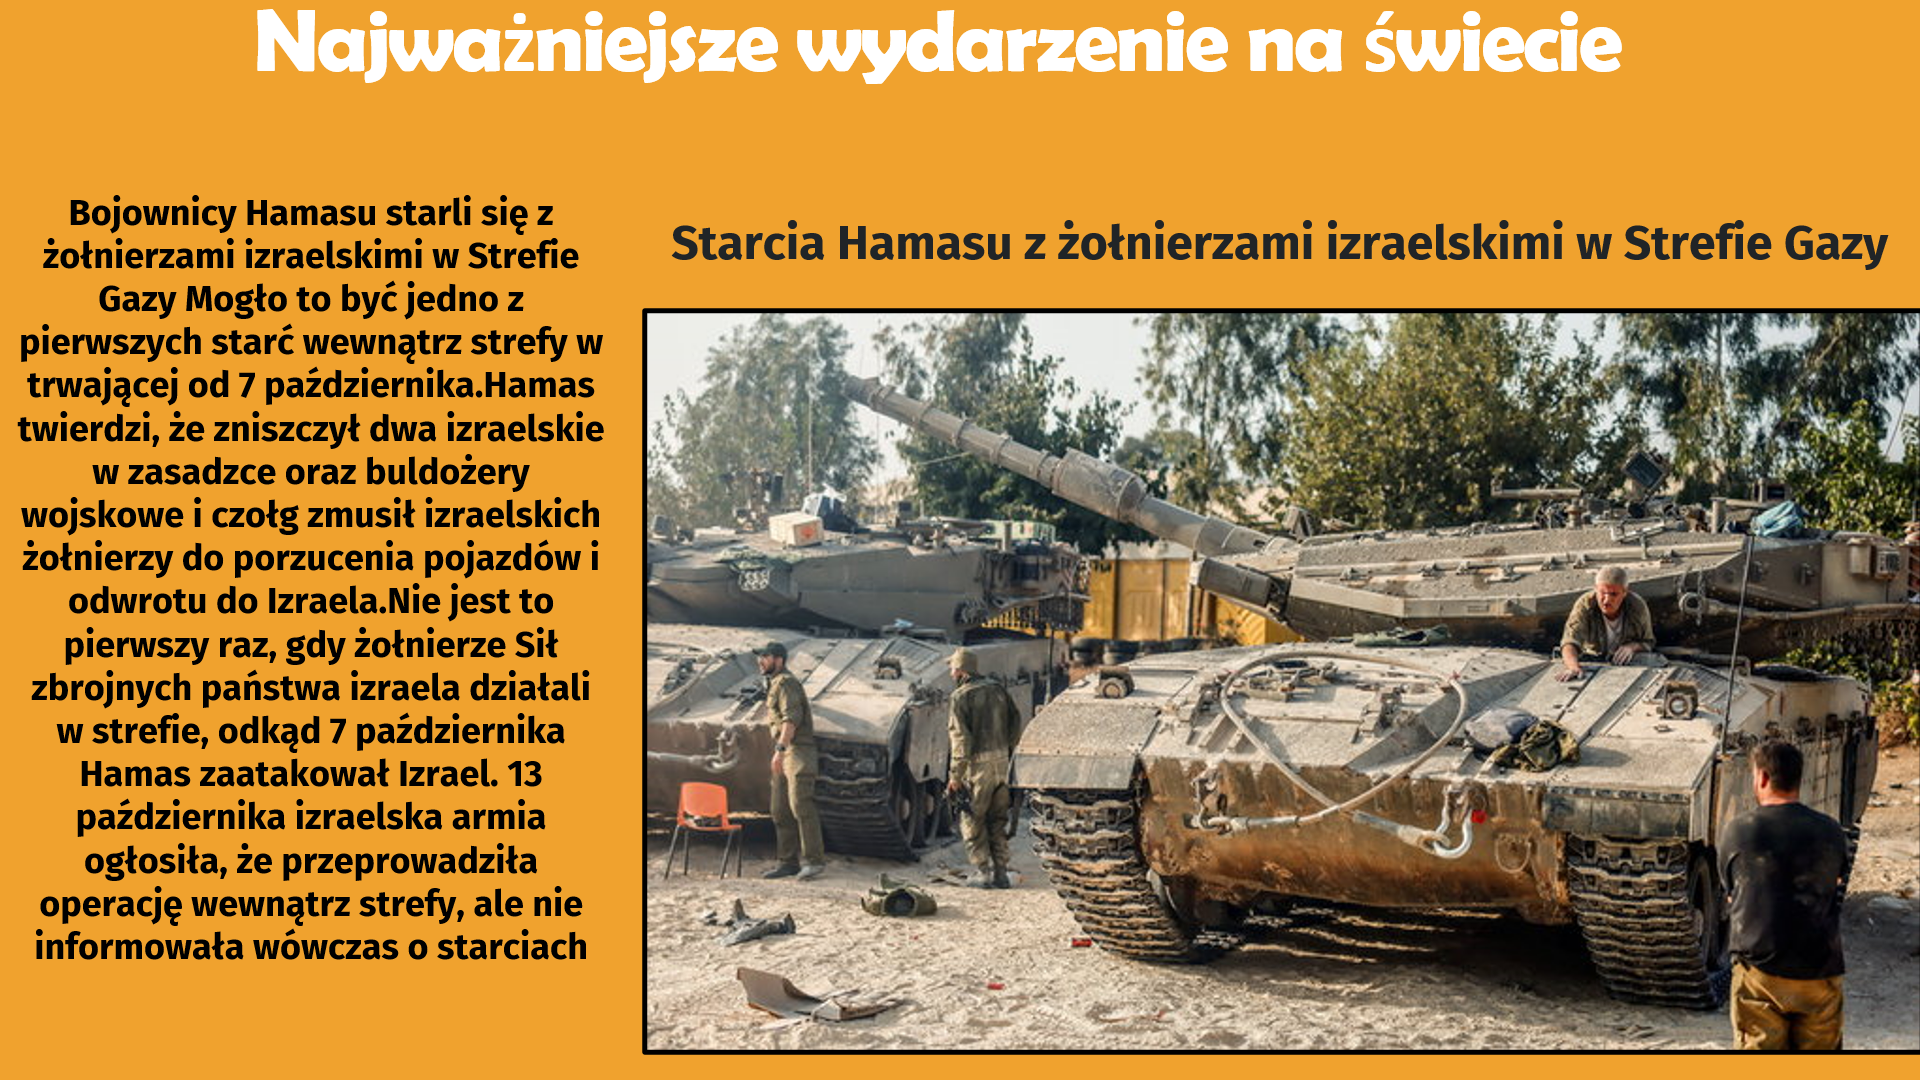 Najważniejsze wydarzenie na świecie
Bojownicy Hamasu starli się z
żołnierzami izraelskimi w Strefie
Gazy Mogło to być jedno z
pierwszych starć wewnątrz strefy w
trwającej od 7 października.Hamas
twierdzi, że zniszczył dwa izraelskie
w zasadzce oraz buldożery
wojskowe i czołg zmusił izraelskich
żołnierzy do porzucenia pojazdów i
odwrotu do Izraela.Nie jest to
pierwszy raz, gdy żołnierze Sił
zbrojnych państwa izraela działali
w strefie, odkąd 7 października
Hamas zaatakował Izrael. 13
października izraelska armia
ogłosiła, że przeprowadziła
operację wewnątrz strefy, ale nie
informowała wówczas o starciach
Starcia Hamasu z żołnierzami izraelskimi w Strefie Gazy